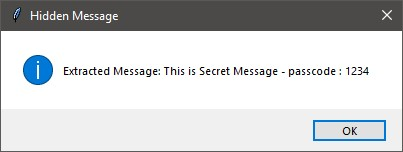 Hidden Message
Extracted Message: This is Secret Message - passcode : 1234
OK